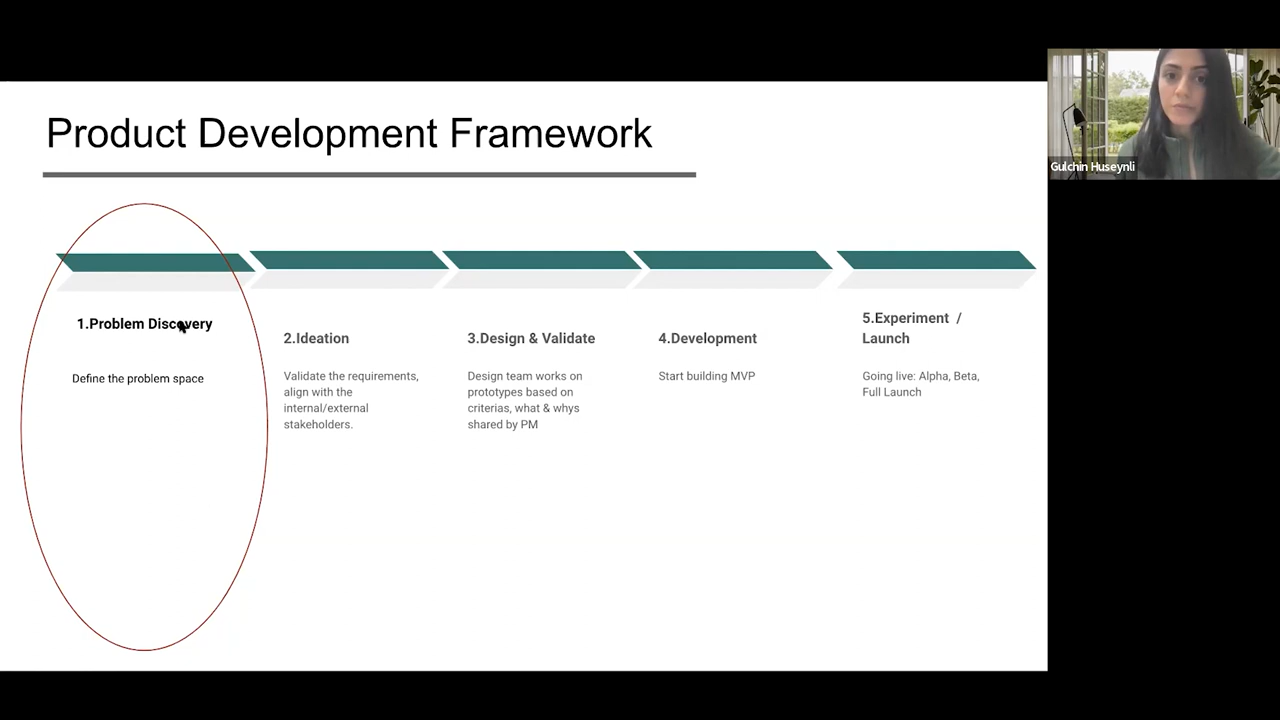 Product Development Framework
Gulchin Huseynli
1.Problem Discovery
Define the problem space
2.Ideation
Validate the requirements,
align with the
internal/external
stakeholders.
3.Design & Validate
Design team works on
prototypes based on
criterias, what & whys
shared by PM
4.Development
Start building MVP
5.Experiment /
Launch
Going live: Alpha, Beta,
Full Launch